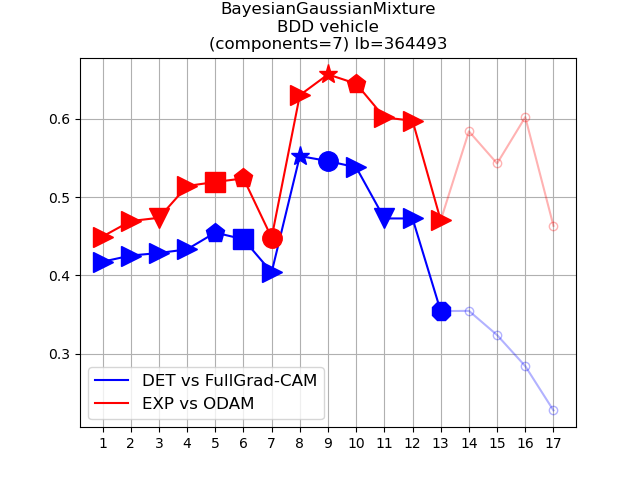 BayesianGaussianMixture
BDD vehicle
(components=7) lb=364493
0.6
0.5
0.4
0.3
DET vs FullGrad-CAM
EXP vs ODAM
1 2 3 4 5 6 7 8 9 10 11 12 13 14 15 16 17